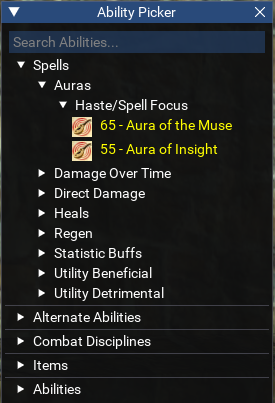 Ability Picker
Search Abilities...
Spells
Auras
Haste/Spell Focus
65 - Aura of the Muse
55 - Aura of Insight
Damage Over Time
Direct Damage
Heals
Regen
Statistic Buffs
Utility Beneficial
Utility Detrimental
Alternate Abilities
Combat Disciplines
Items
Abilities